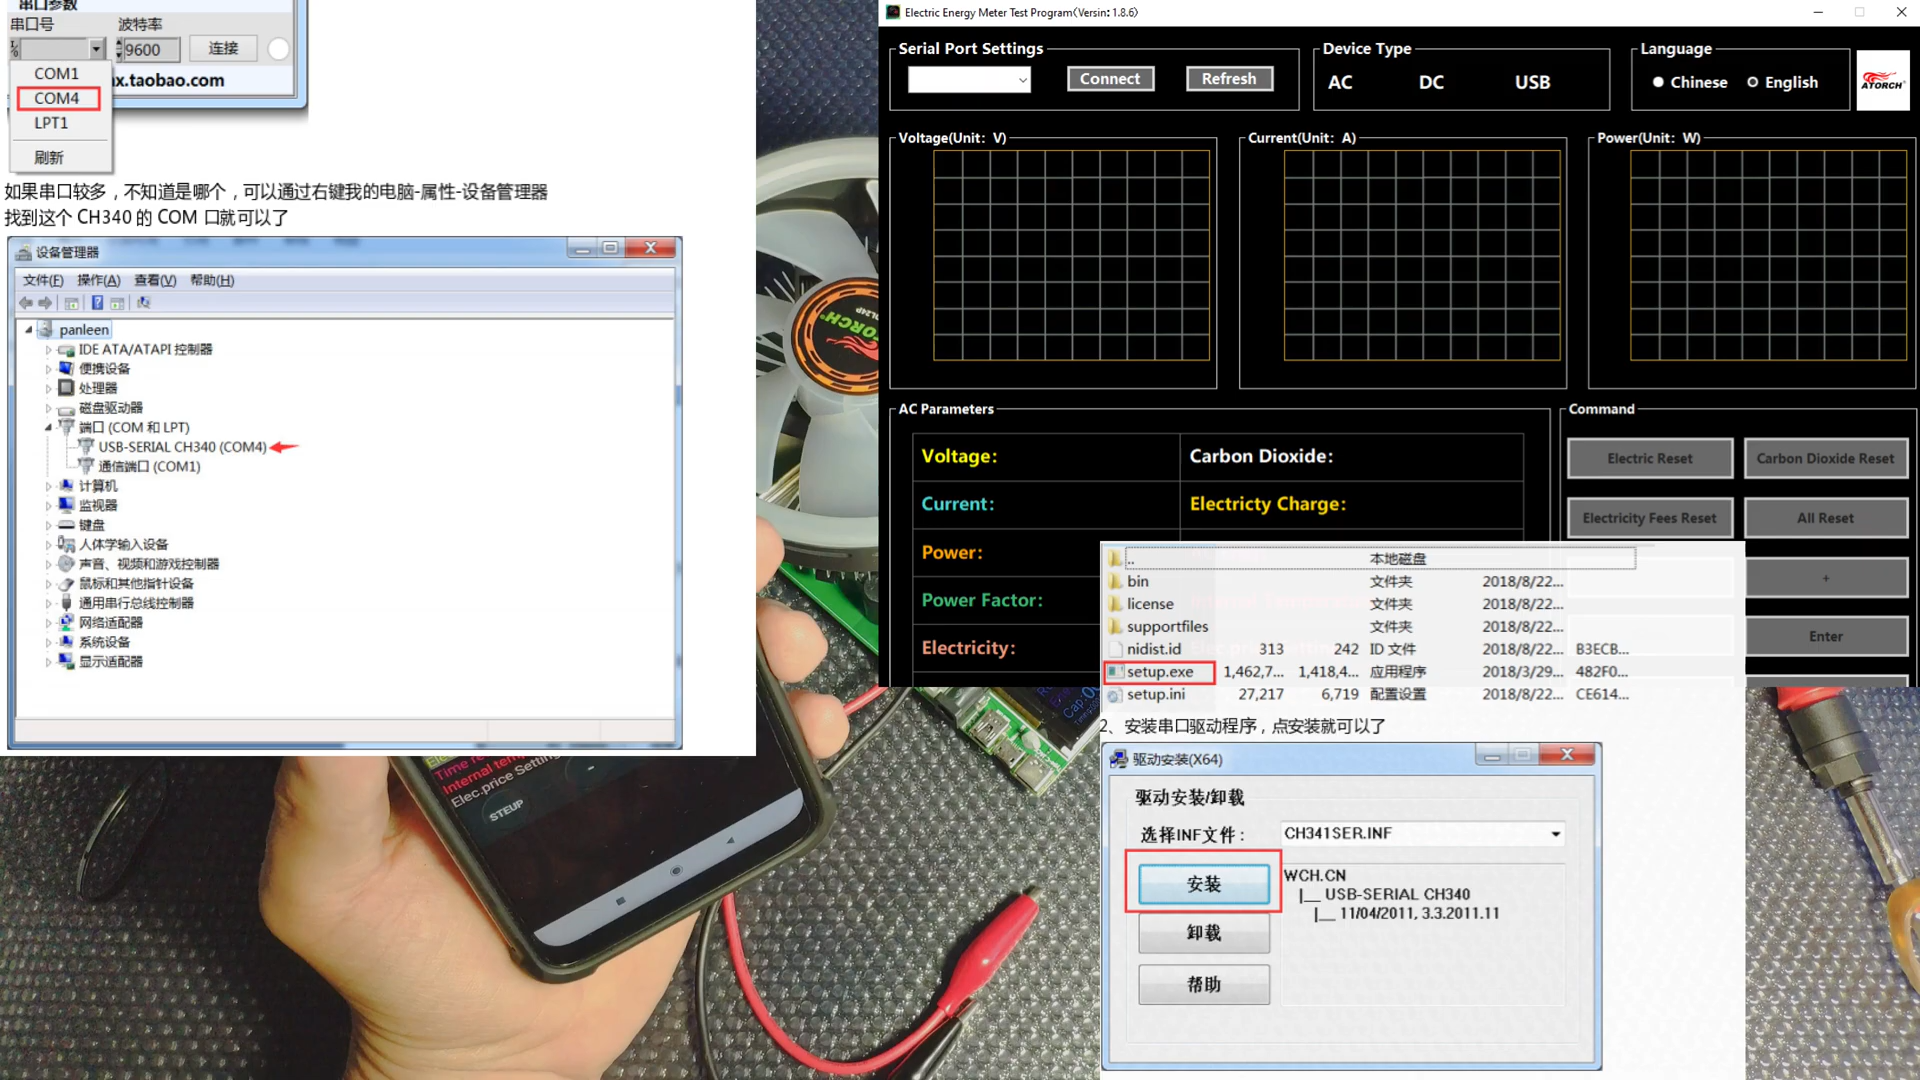 串口参数
串口号
波特率
9600
连接
COM1
COM4
LPT1
刷新
x.taobao.com
如果串口较多，不知道是哪个，可以通过右键我的电脑-属性-设备管理器
找到这个 CH340 的 COM 口就可以了
设备管理器
文件(F) 操作(A) 查看(V) 帮助(H)
panleen
IDE ATA/ATAPI 控制器
便携设备
处理器
磁盘驱动器
端口 (COM 和 LPT)
USB-SERIAL CH340 (COM4)
通信端口 (COM1)
计算机
监视器
键盘
人体学输入设备
声音、视频和游戏控制器
鼠标和其他指针设备
通用串行总线控制器
网络适配器
系统设备
显示适配器
Electric Energy Meter Test Program(Versin: 1.8.6)
Serial Port Settings
Connect
Refresh
Device Type
AC DC USB
Language
Chinese English
ATORCH
Voltage(Unit: V)
Current(Unit: A)
Power(Unit: W)
AC Parameters
Voltage:
Carbon Dioxide:
Current:
Electricty Charge:
Power:
Power Factor:
Electricity:
Command
Electric Reset
Carbon Dioxide Reset
Electricity Fees Reset
All Reset
+
Enter
.. 本地磁盘
bin 文件夹 2018/8/22...
license 文件夹 2018/8/22...
supportfiles 文件夹 2018/8/22...
nidist.id 313 242 ID 文件 2018/8/22... B3ECB...
setup.exe 1,462,7... 1,418,4... 应用程序 2018/3/29... 482F0...
setup.ini 27,217 6,719 配置设置 2018/8/22... CE614...
2、安装串口驱动程序，点安装就可以了
驱动安装(X64)
驱动安装/卸载
选择INF文件：
CH341SER.INF
安装
卸载
帮助
WCH.CN
|__ USB-SERIAL CH340
|__ 11/04/2011, 3.3.2011.11
Internal temp
Elec.price Setting
-
STEUP